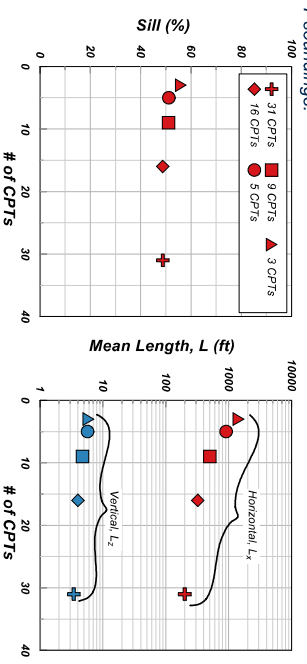 r soundings.
Sill (%)
0
20
40
60
80
100
0
10
20
30
40
# of CPTs
31 CPTs
9 CPTs
3 CPTs
16 CPTs
5 CPTs
Mean Length, L (ft)
1
10
100
1000
10000
0
10
20
30
40
# of CPTs
Horizontal, Lx
Vertical, Lz